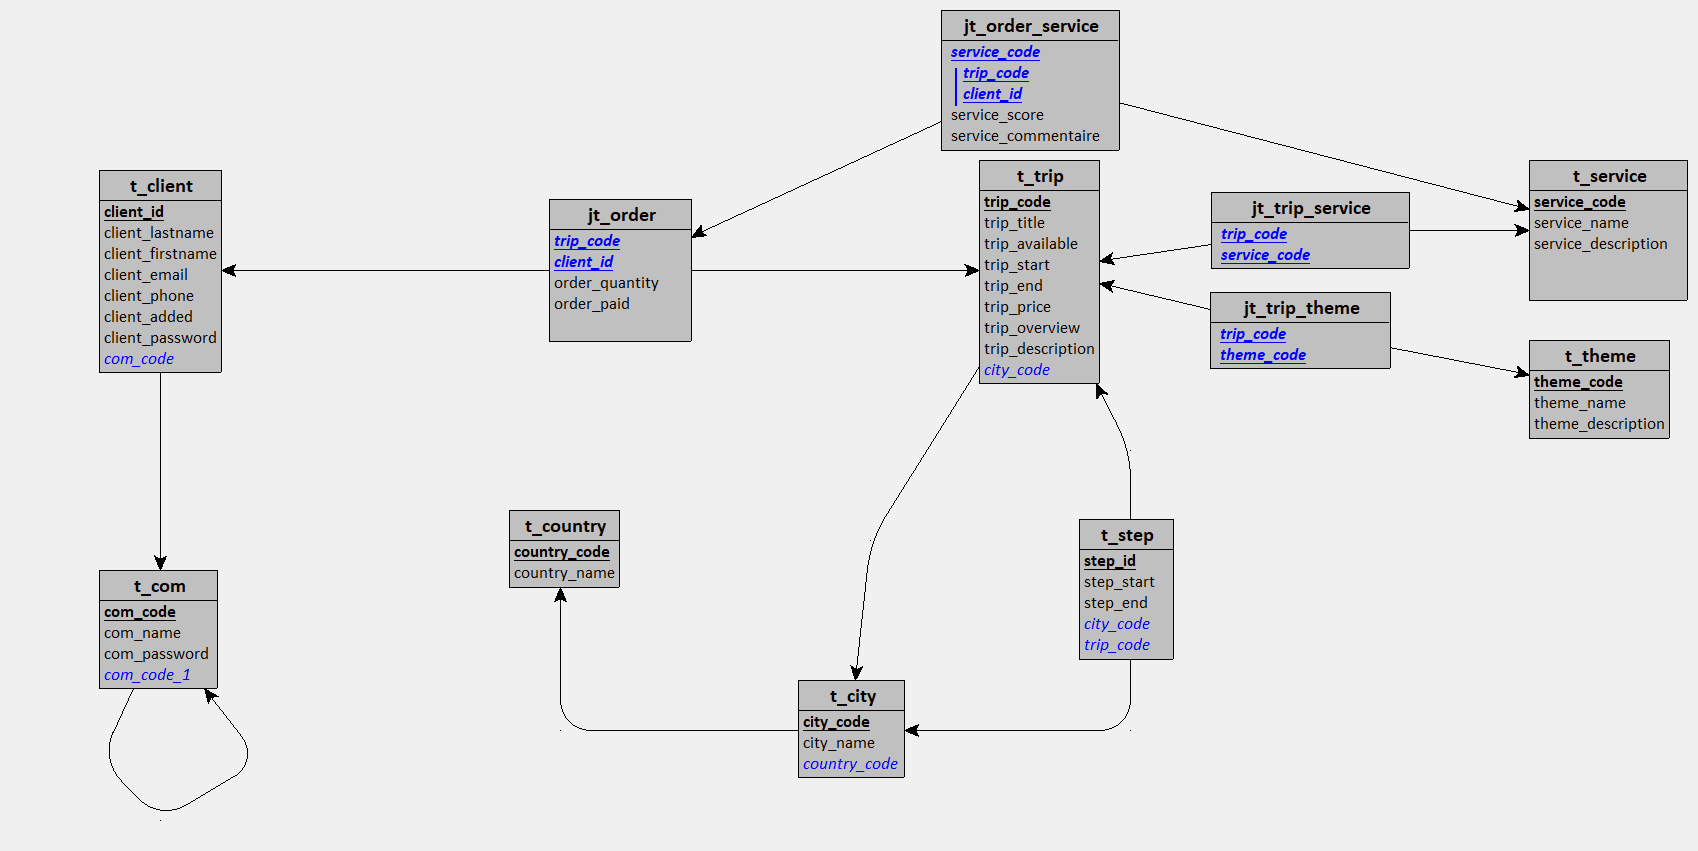 jt_order_service
service_code
trip_code
client_id
service_score
service_commentaire
t_client
client_id
client_lastname
client_firstname
client_email
client_phone
client_added
client_password
com_code
jt_order
trip_code
client_id
order_quantity
order_paid
t_trip
trip_code
trip_title
trip_available
trip_start
trip_end
trip_price
trip_overview
trip_description
city_code
jt_trip_service
trip_code
service_code
t_service
service_code
service_name
service_description
jt_trip_theme
trip_code
theme_code
t_theme
theme_code
theme_name
theme_description
t_country
country_code
country_name
t_step
step_id
step_start
step_end
city_code
trip_code
t_com
com_code
com_name
com_password
com_code_1
t_city
city_code
city_name
country_code